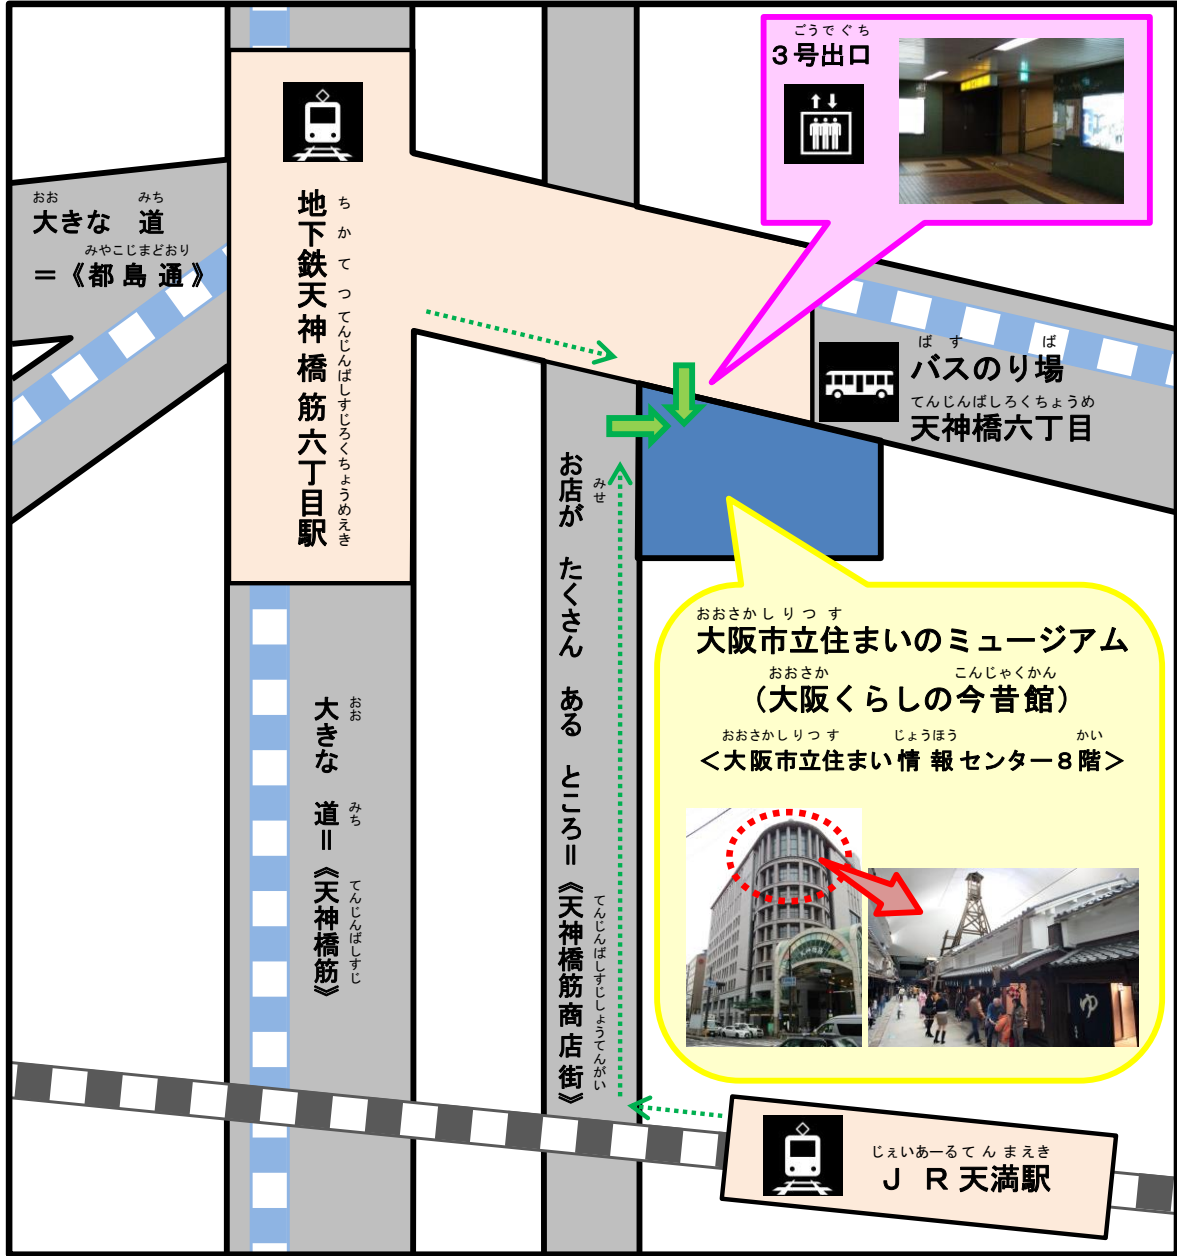 ごうでぐち
3号出口
おお みち
大きな 道
みやこじまどおり
＝《都島通》
ちかてつてんじんばしすじろくちょうめえき
地下鉄天神橋筋六丁目駅
ばす ば
バスのり場
てんじんばしろくちょうめ
天神橋六丁目
みせ
お店が たくさん ある ところ＝《天神橋筋商店街》
てんじんばしすじしょうてんがい
おおさかしりつす
大阪市立住まいのミュージアム
おおさか こんじゃくかん
（大阪くらしの今昔館）
おおさかしりつす じょうほう かい
＜大阪市立住まい情報センター8階＞
おお みち てんじんばしすじ
大きな 道＝《天神橋筋》
ゆ
じぇいあーるてんまえき
ＪＲ天満駅